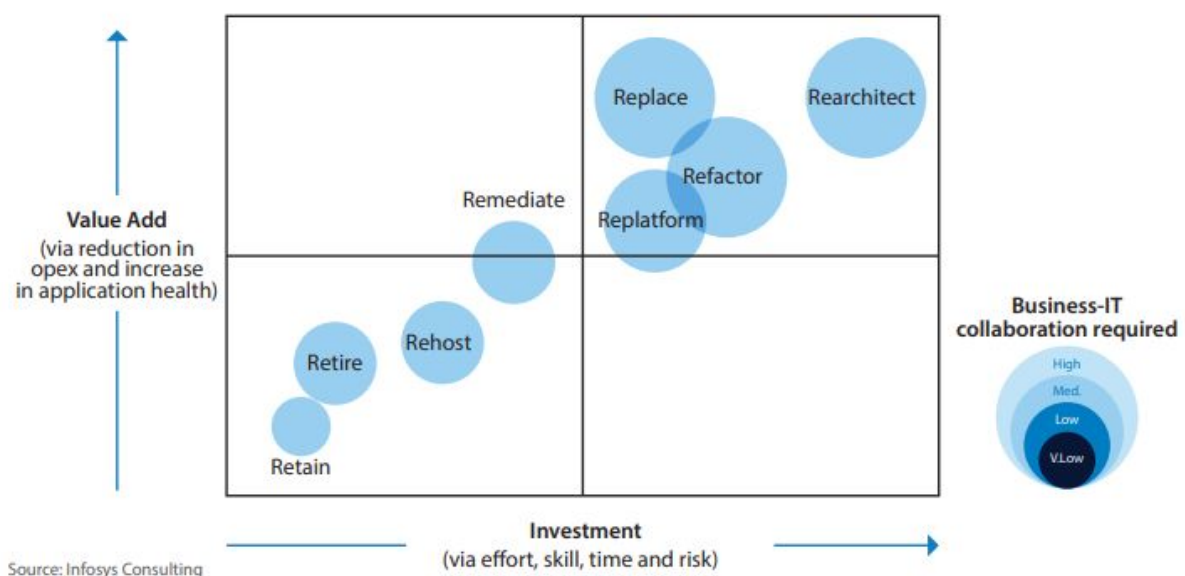 Value Add
(via reduction in
opex and increase
in application health)
Replace
Rearchitect
Refactor
Remediate
Replatform
Rehost
Retire
Retain
Business-IT
collaboration required
High
Med.
Low
V.Low
Investment
(via effort, skill, time and risk)
Source: Infosys Consulting